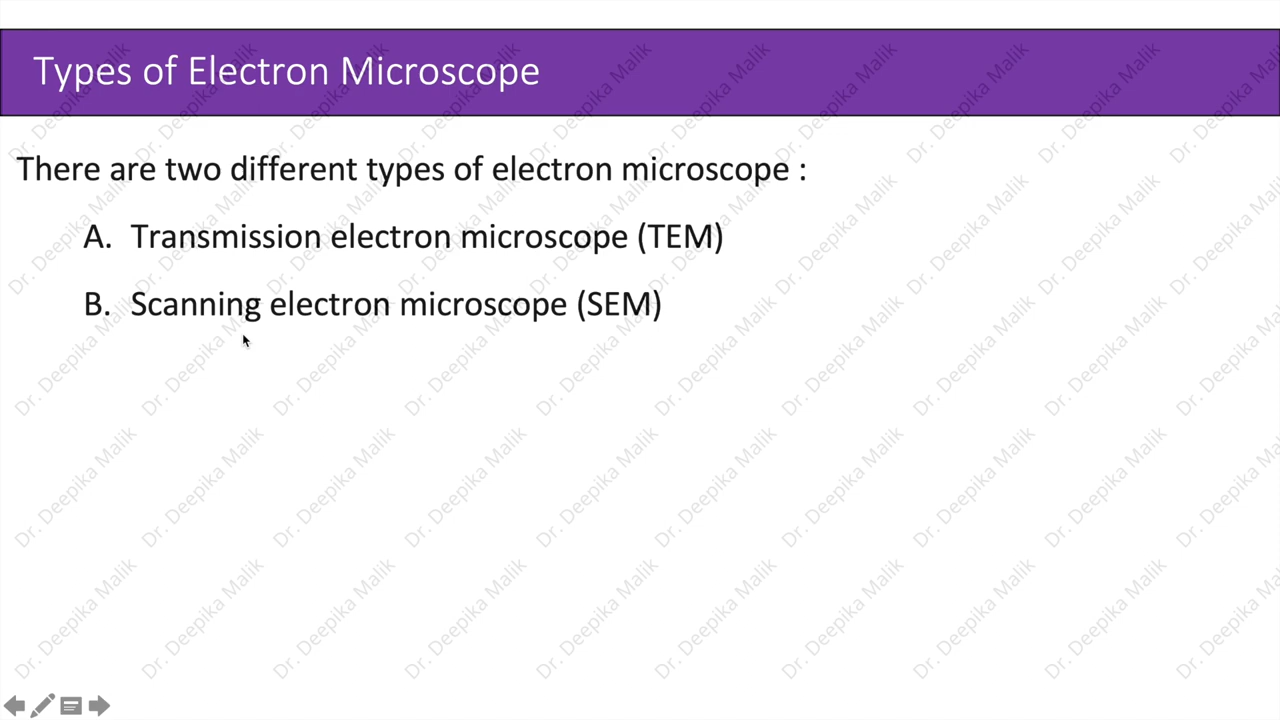 Types of Electron Microscope
There are two different types of electron microscope :
A. Transmission electron microscope (TEM)
B. Scanning electron microscope (SEM)
Dr. Deepika Malik